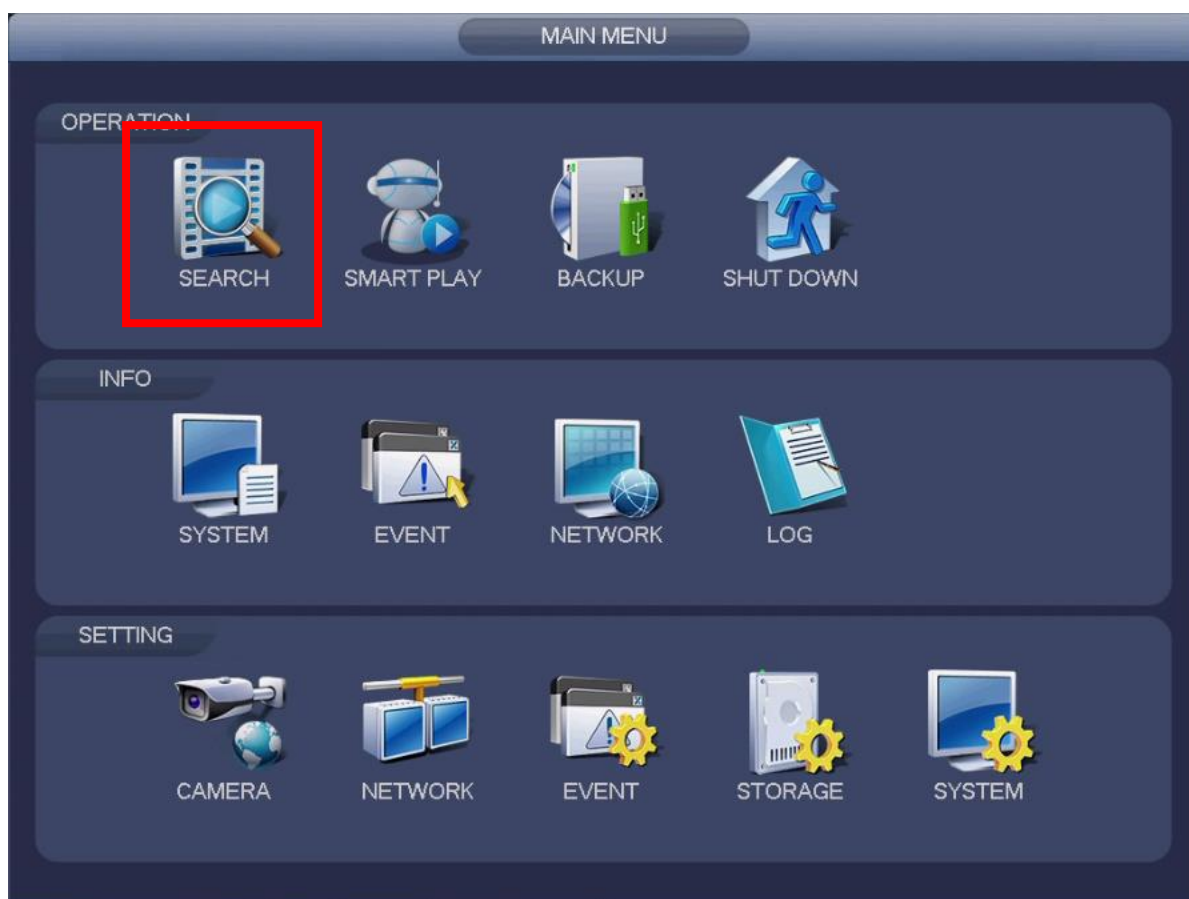 MAIN MENU
OPERATION
SEARCH SMART PLAY BACKUP SHUT DOWN
INFO
SYSTEM EVENT NETWORK LOG
SETTING
CAMERA NETWORK EVENT STORAGE SYSTEM